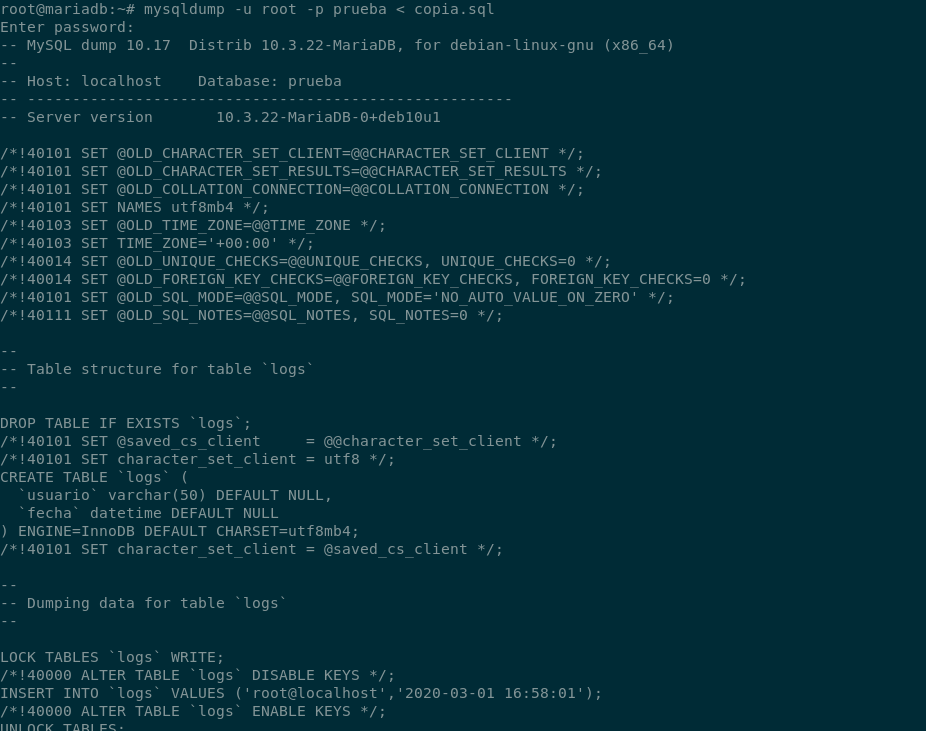 root@mariadb:~# mysqldump -u root -p prueba < copia.sql
Enter password:
-- MySQL dump 10.17  Distrib 10.3.22-MariaDB, for debian-linux-gnu (x86_64)
--
-- Host: localhost    Database: prueba
-- ------------------------------------------------------
-- Server version       10.3.22-MariaDB-0+deb10u1

/*!40101 SET @OLD_CHARACTER_SET_CLIENT=@@CHARACTER_SET_CLIENT */;
/*!40101 SET @OLD_CHARACTER_SET_RESULTS=@@CHARACTER_SET_RESULTS */;
/*!40101 SET @OLD_COLLATION_CONNECTION=@@COLLATION_CONNECTION */;
/*!40101 SET NAMES utf8mb4 */;
/*!40103 SET @OLD_TIME_ZONE=@@TIME_ZONE */;
/*!40103 SET TIME_ZONE='+00:00' */;
/*!40014 SET @OLD_UNIQUE_CHECKS=@@UNIQUE_CHECKS, UNIQUE_CHECKS=0 */;
/*!40014 SET @OLD_FOREIGN_KEY_CHECKS=@@FOREIGN_KEY_CHECKS, FOREIGN_KEY_CHECKS=0 */;
/*!40101 SET @OLD_SQL_MODE=@@SQL_MODE, SQL_MODE='NO_AUTO_VALUE_ON_ZERO' */;
/*!40111 SET @OLD_SQL_NOTES=@@SQL_NOTES, SQL_NOTES=0 */;

--
-- Table structure for table `logs`
--

DROP TABLE IF EXISTS `logs`;
/*!40101 SET @saved_cs_client     = @@character_set_client */;
/*!40101 SET character_set_client = utf8 */;
CREATE TABLE `logs` (
  `usuario` varchar(50) DEFAULT NULL,
  `fecha` datetime DEFAULT NULL
) ENGINE=InnoDB DEFAULT CHARSET=utf8mb4;
/*!40101 SET character_set_client = @saved_cs_client */;

--
-- Dumping data for table `logs`
--

LOCK TABLES `logs` WRITE;
/*!40000 ALTER TABLE `logs` DISABLE KEYS */;
INSERT INTO `logs` VALUES ('root@localhost','2020-03-01 16:58:01');
/*!40000 ALTER TABLE `logs` ENABLE KEYS */;
UNLOCK TABLES;